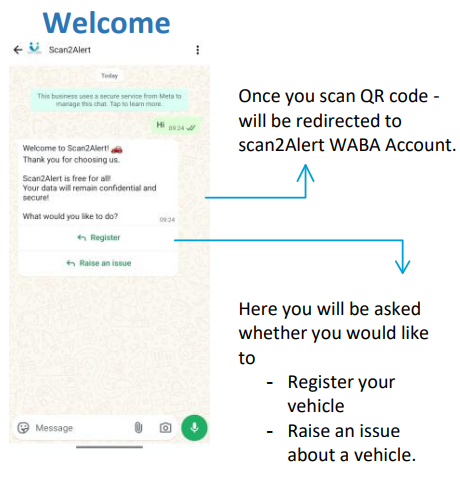 Welcome
Scan2Alert
Today
This business uses a secure service from Meta to
manage this chat. Tap to learn more.
Hi 09:24
Welcome to Scan2Alert! 🚗
Thank you for choosing us.
Scan2Alert is free for all!
Your data will remain confidential and
secure!
What would you like to do?
09:24
Register
Raise an issue
Message
Once you scan QR code -
will be redirected to
scan2Alert WABA Account.
Here you will be asked
whether you would like
to
- Register your
vehicle
- Raise an issue
about a vehicle.